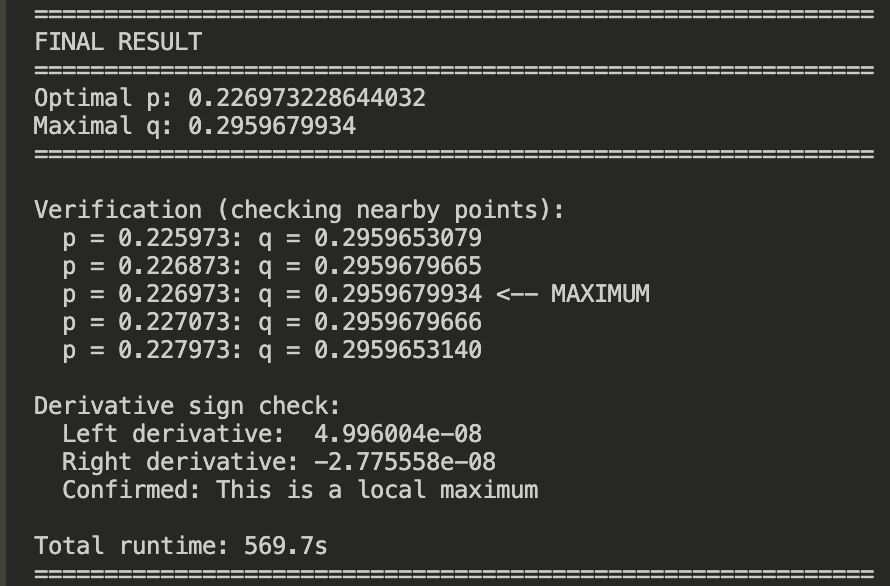 ============================================================
FINAL RESULT
============================================================
Optimal p: 0.226973228644032
Maximal q: 0.2959679934
============================================================
Verification (checking nearby points):
p = 0.225973: q = 0.2959653079
p = 0.226873: q = 0.2959679665
p = 0.226973: q = 0.2959679934 <-- MAXIMUM
p = 0.227073: q = 0.2959679666
p = 0.227973: q = 0.2959653140
Derivative sign check:
Left derivative:  4.996004e-08
Right derivative: -2.775558e-08
Confirmed: This is a local maximum
Total runtime: 569.7s
============================================================